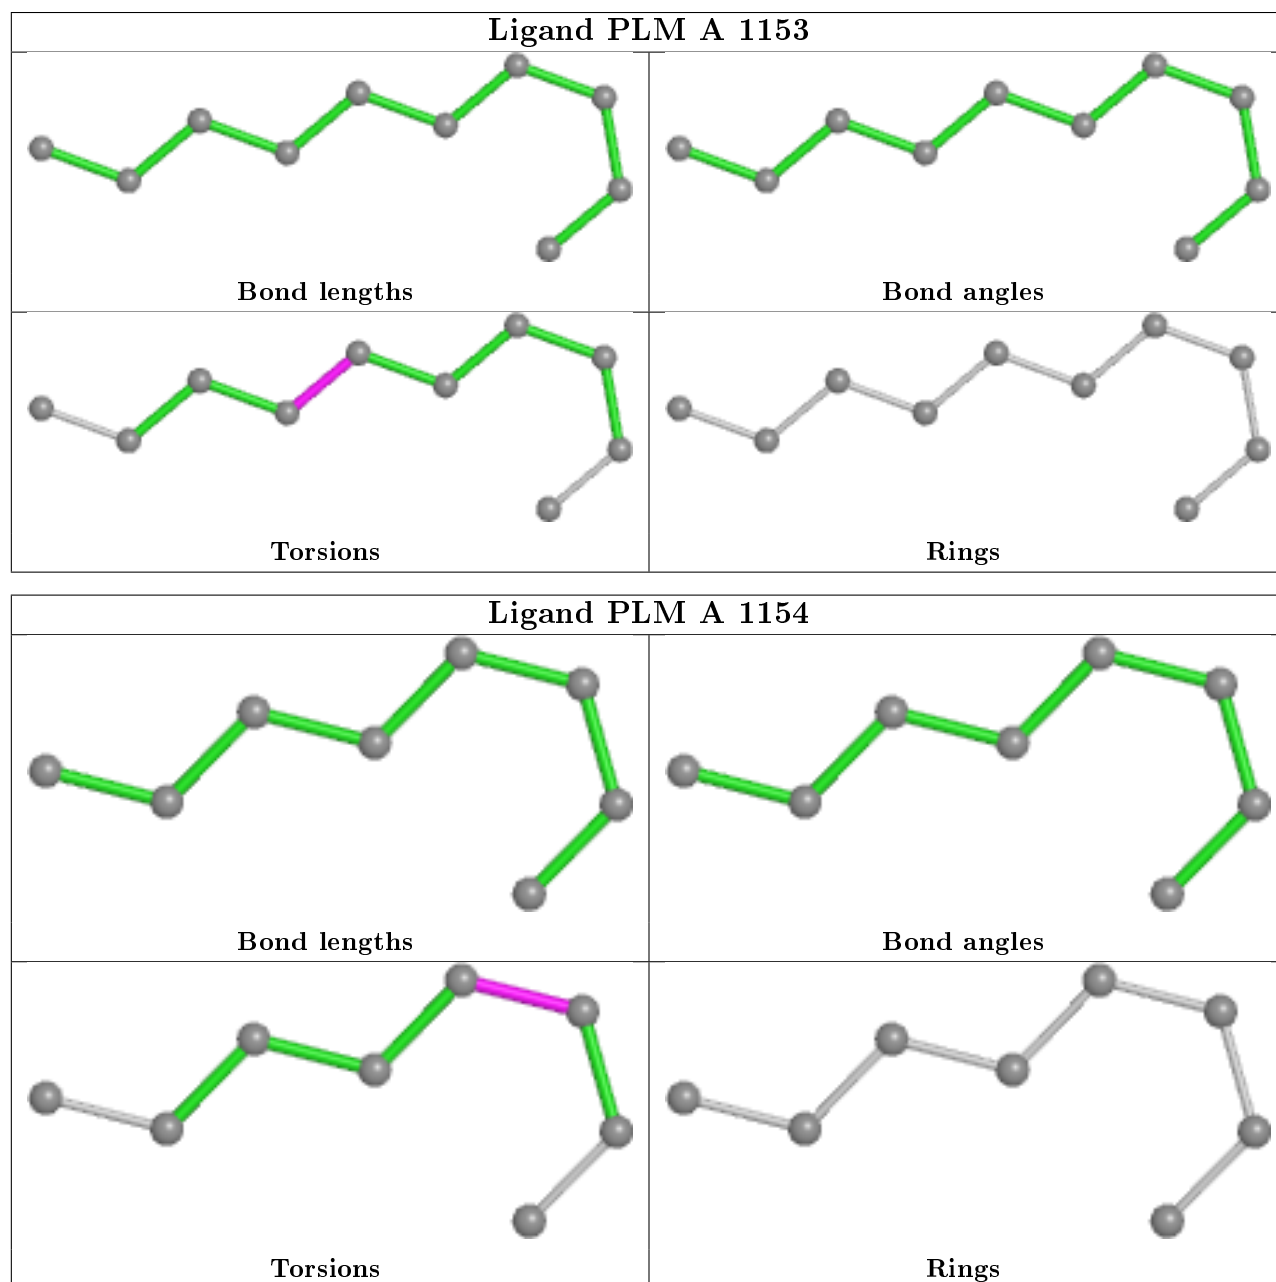 Ligand PLM A 1153
Bond lengths
Bond angles
Torsions
Rings
Ligand PLM A 1154
Bond lengths
Bond angles
Torsions
Rings